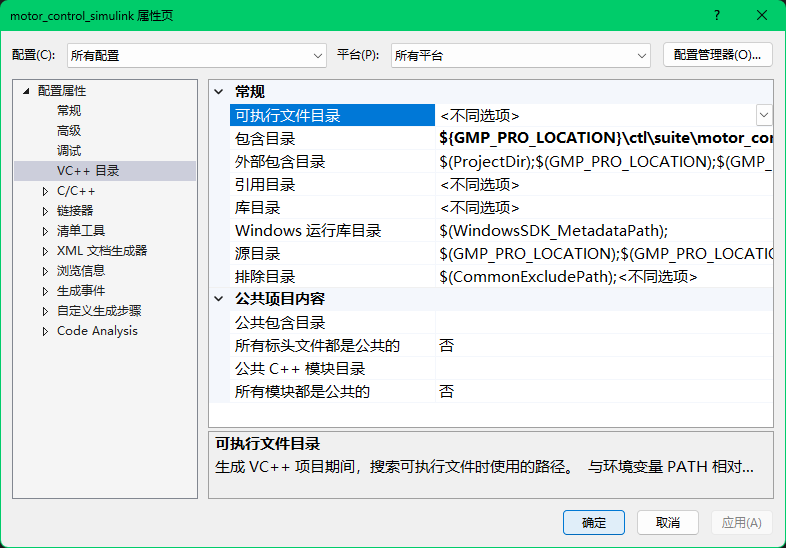 motor_control_simulink 属性页
配置(C): 所有配置 平台(P): 所有平台 配置管理器(O)...
配置属性
常规
高级
调试
VC++ 目录
C/C++
链接器
清单工具
XML 文档生成器
浏览信息
生成事件
自定义生成步骤
Code Analysis
常规
可执行文件目录 <不同选项>
包含目录 ${GMP_PRO_LOCATION}\ctl\suite\motor_co
外部包含目录 $(ProjectDir);$(GMP_PRO_LOCATION);$(GMP_
引用目录 <不同选项>
库目录 <不同选项>
Windows 运行库目录 $(WindowsSDK_MetadataPath);
源目录 $(GMP_PRO_LOCATION);$(GMP_PRO_LOCATIO
排除目录 $(CommonExcludePath);<不同选项>
公共项目内容
公共包含目录
所有标头文件都是公共的 否
公共 C++ 模块目录
所有模块都是公共的 否
可执行文件目录
生成 VC++ 项目期间，搜索可执行文件时使用的路径。 与环境变量 PATH 相对...
确定 取消 应用(A)